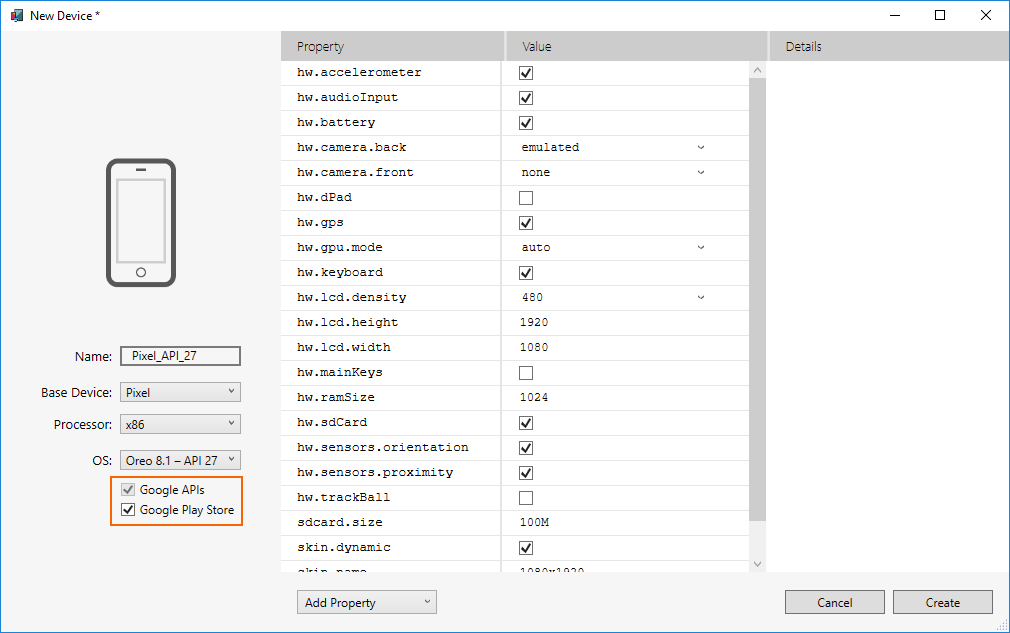 New Device *
Property Value Details
hw.accelerometer
hw.audioInput
hw.battery
hw.camera.back emulated
hw.camera.front none
hw.dPad
hw.gps
hw.gpu.mode auto
hw.keyboard
hw.lcd.density 480
hw.lcd.height 1920
hw.lcd.width 1080
hw.mainKeys
hw.ramSize 1024
hw.sdCard
hw.sensors.orientation
hw.sensors.proximity
hw.trackBall
sdcard.size 100M
skin.dynamic
skin.name 1080x1920
Name: Pixel_API_27
Base Device: Pixel
Processor: x86
OS: Oreo 8.1 – API 27
Google APIs
Google Play Store
Add Property
Cancel Create